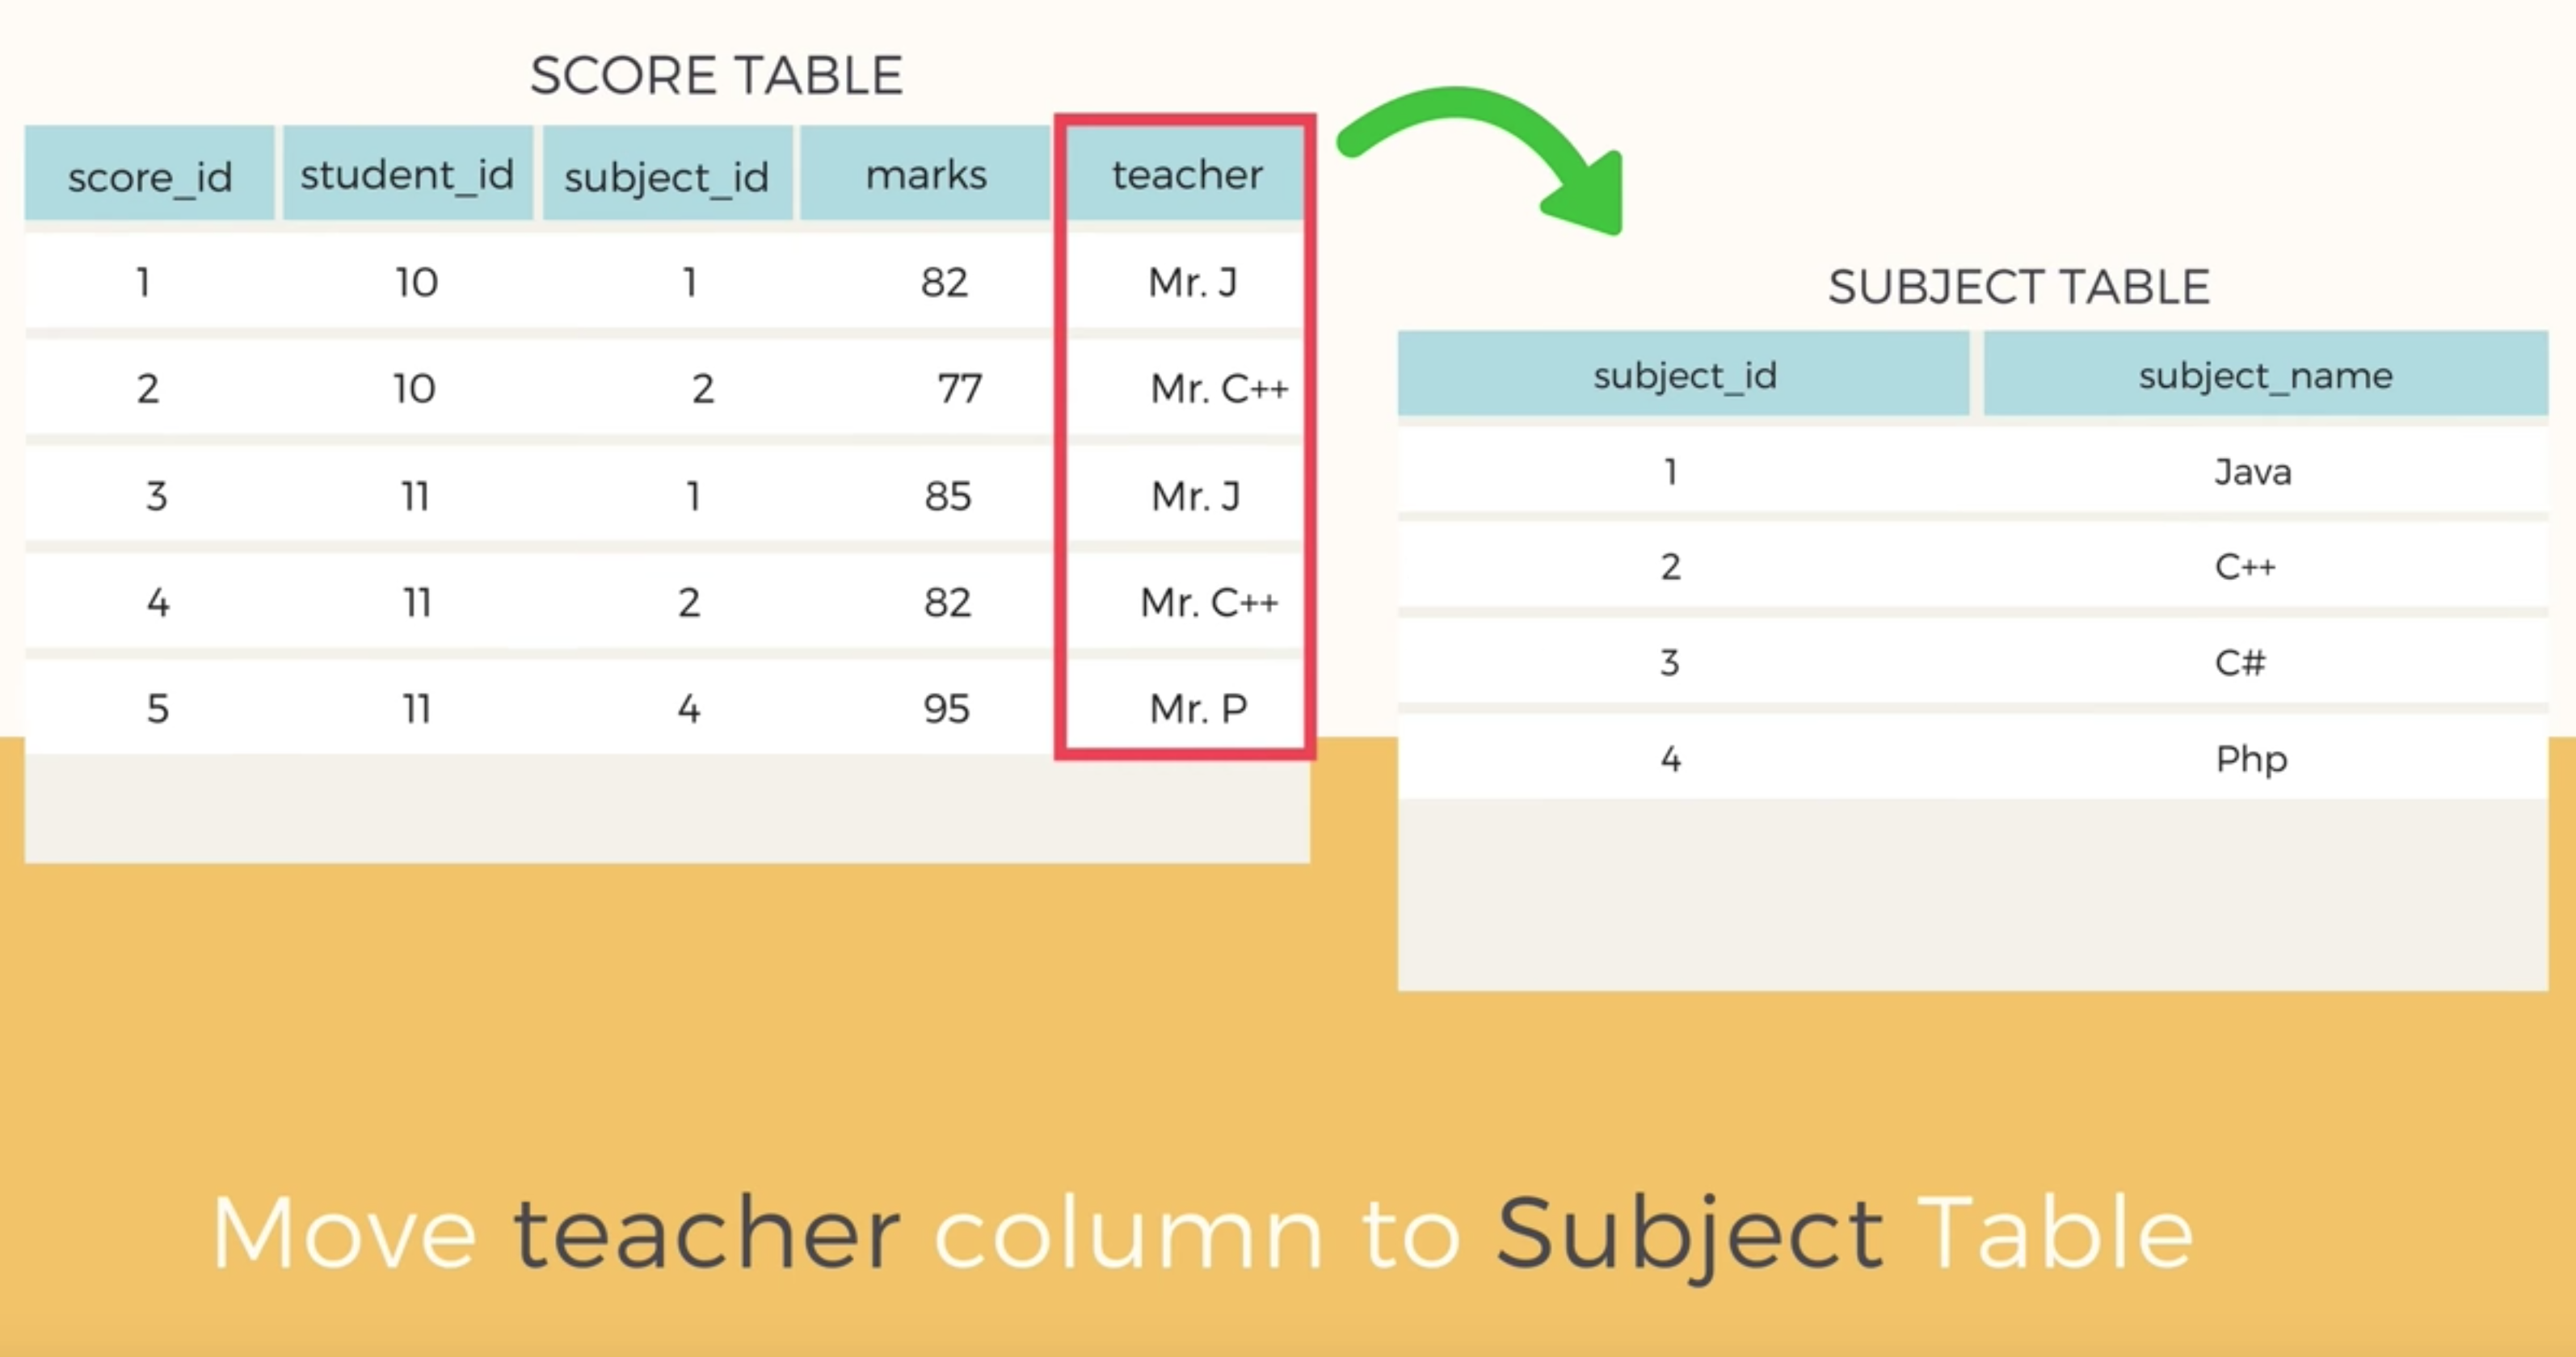 SCORE TABLE
score_id student_id subject_id marks teacher
1 10 1 82 Mr. J
2 10 2 77 Mr. C++
3 11 1 85 Mr. J
4 11 2 82 Mr. C++
5 11 4 95 Mr. P
SUBJECT TABLE
subject_id subject_name
1 Java
2 C++
3 C#
4 Php
Move teacher column to Subject Table